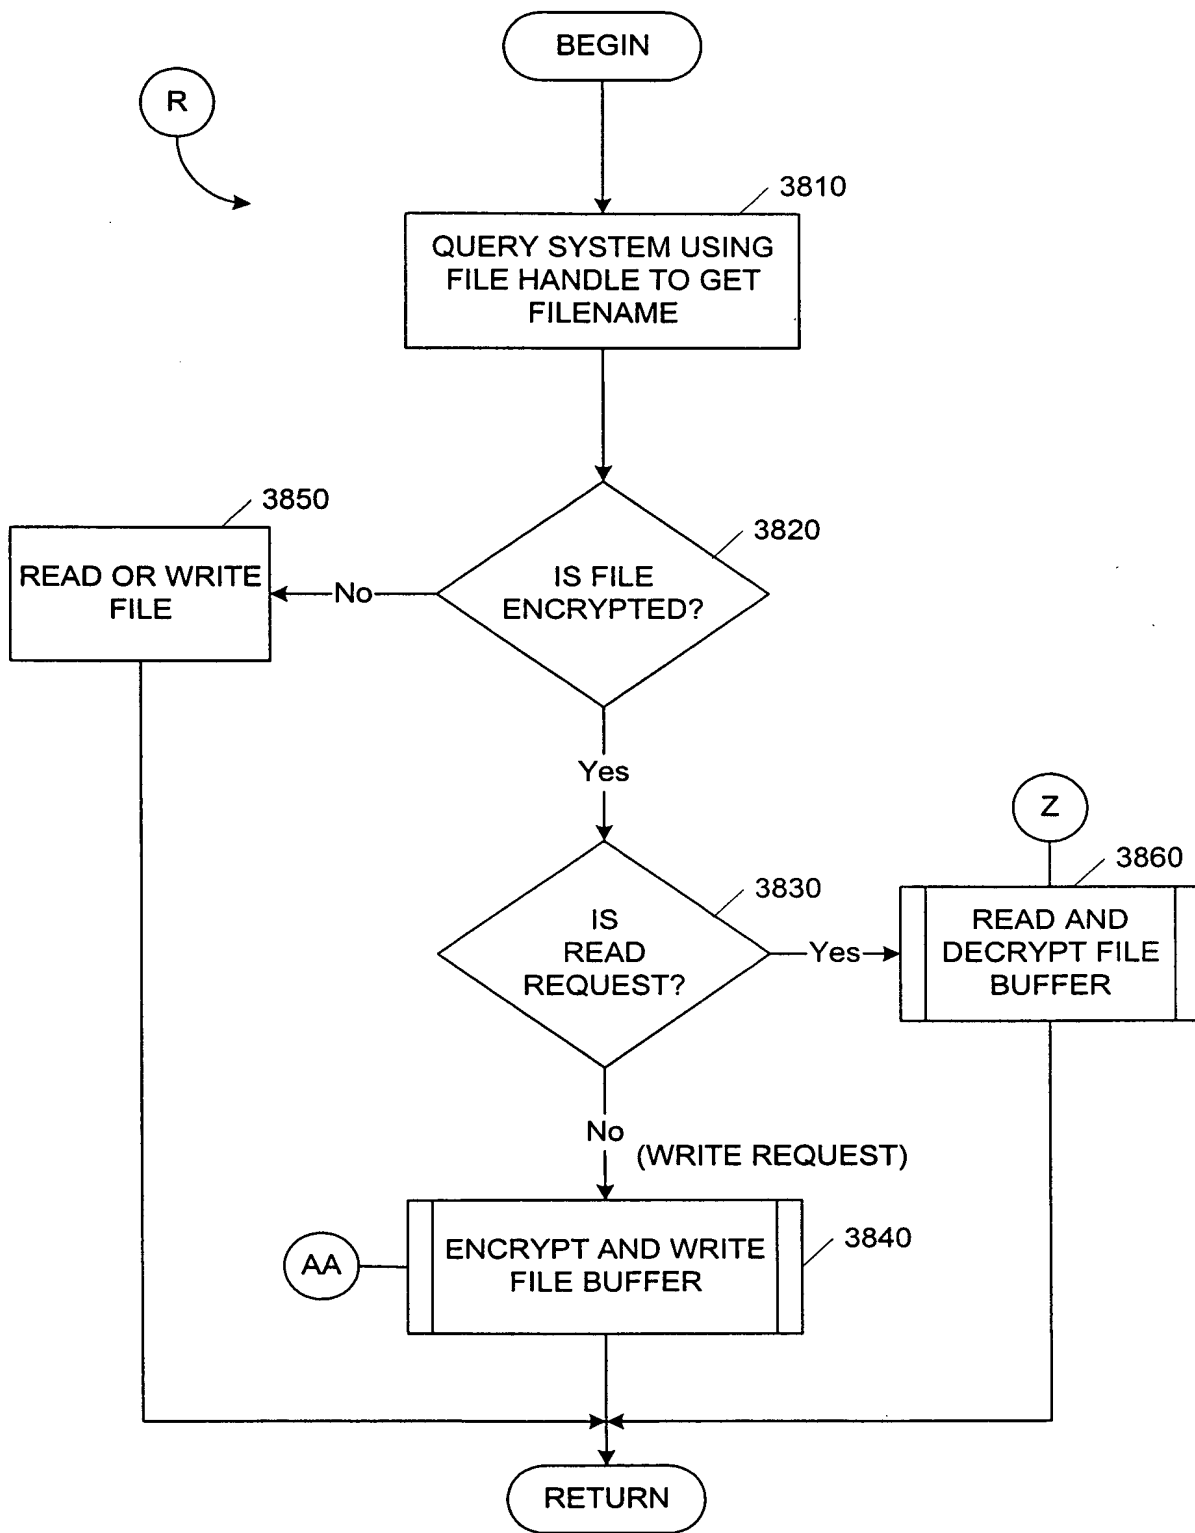 BEGIN
R
3810
QUERY SYSTEM USING
FILE HANDLE TO GET
FILENAME
3850
READ OR WRITE
FILE
No
3820
IS FILE
ENCRYPTED?
Yes
Z
3860
READ AND
DECRYPT FILE
BUFFER
3830
IS
READ
REQUEST?
Yes
No
(WRITE REQUEST)
3840
AA
ENCRYPT AND WRITE
FILE BUFFER
RETURN